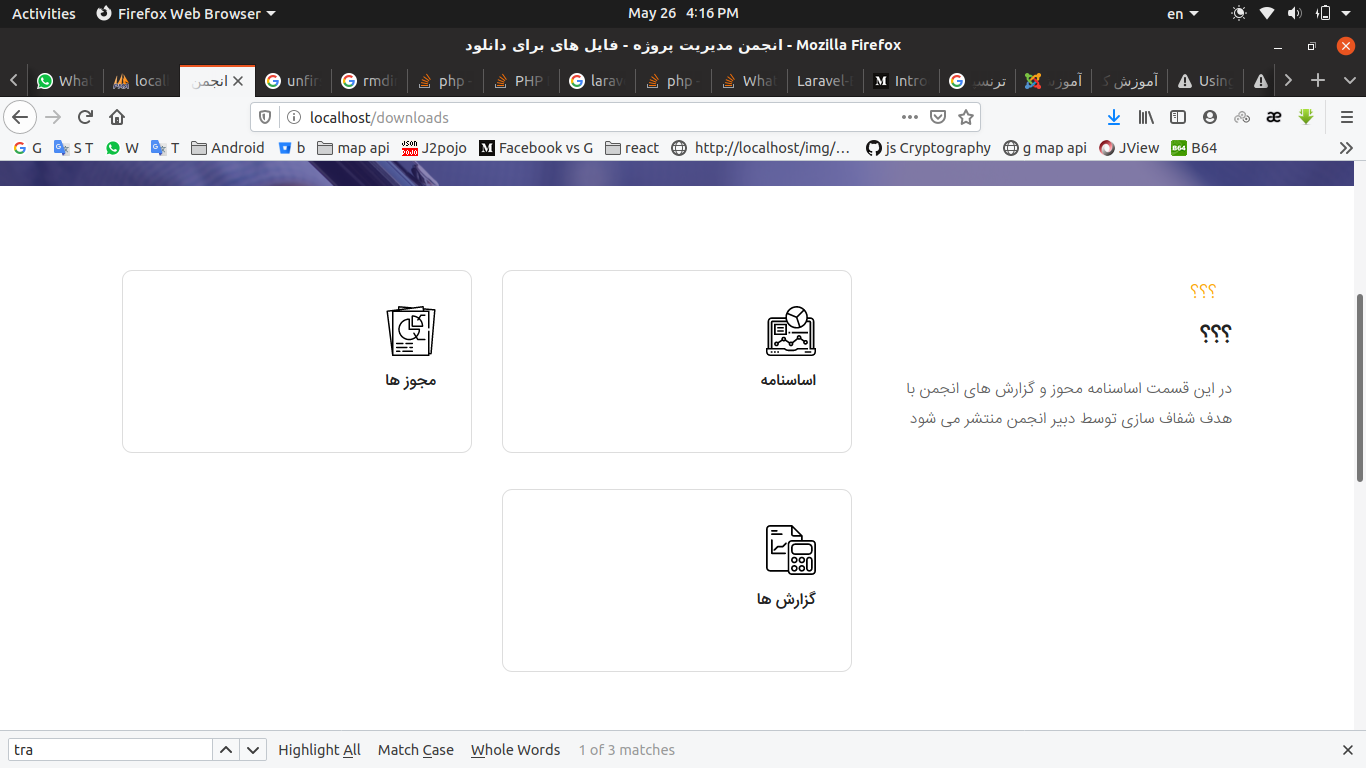 Activities Firefox Web Browser May 26 4:16 PM en
انجمن مدیریت پروژه - فایل های برای دانلود - Mozilla Firefox
What locall انجمن unfir rmdi php - PHP larav php - What Laravel- Intro ترنس آموزس آموزش ک Using
localhost/downloads
G S T W T Android b map api J2pojo Facebook vs G react http://localhost/img/... js Cryptography g map api JView B64
؟؟؟
؟؟؟
در این قسمت اساسنامه محوز و گزارش های انجمن با
هدف شفاف سازی توسط دبیر انجمن منتشر می شود
اساسنامه
مجوز ها
گزارش ها
tra Highlight All Match Case Whole Words 1 of 3 matches